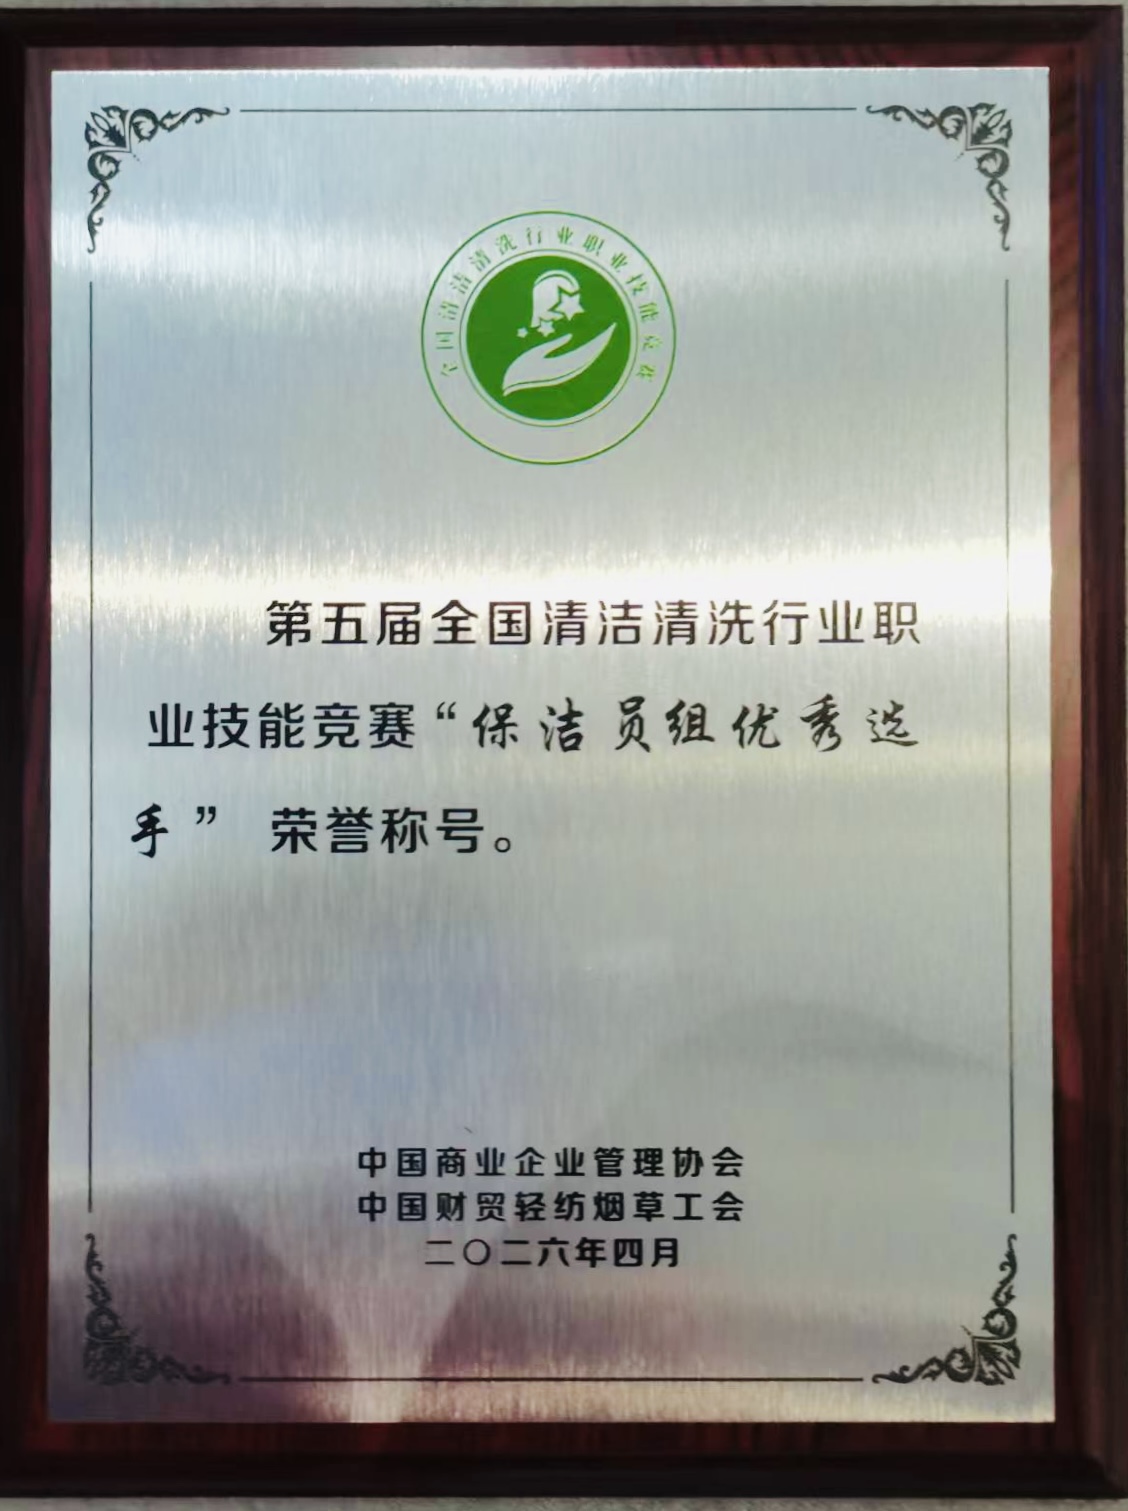 全国清洁清洗行业职业技能竞赛
第五届全国清洁清洗行业职
业技能竞赛“保洁员组优秀选
手” 荣誉称号。
中国商业企业管理协会
中国财贸轻纺烟草工会
二〇二六年四月